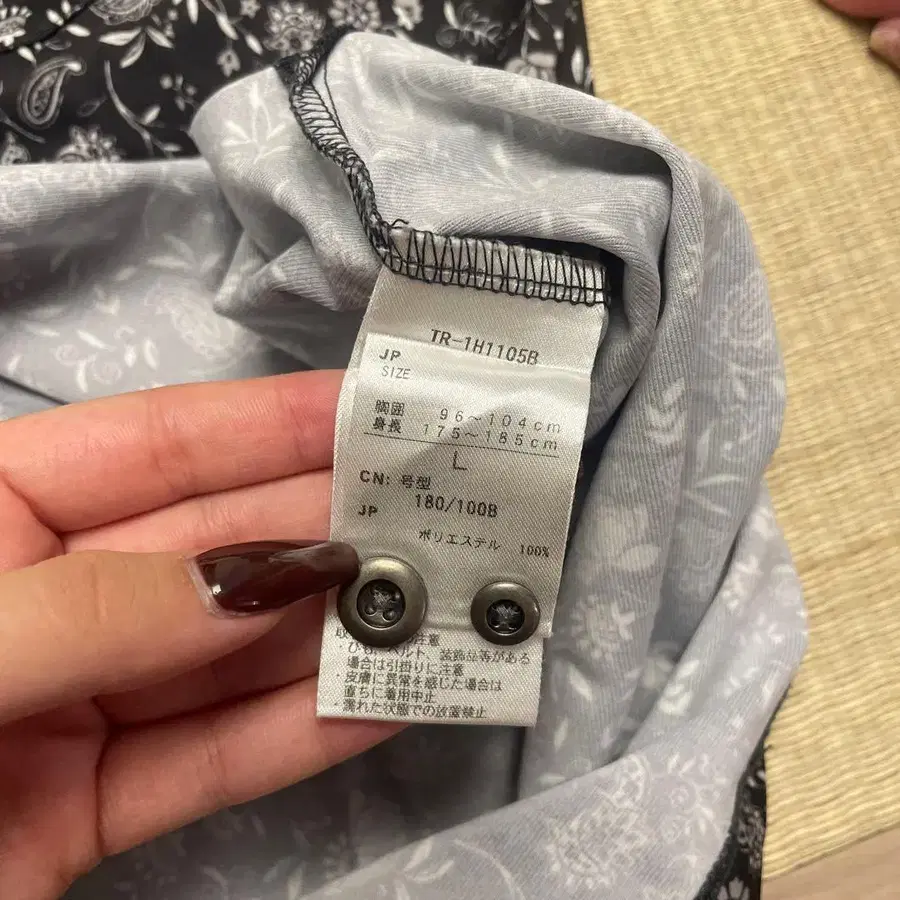 TR-1H1105B
JP
SIZE
胸囲 96～104cm
身長 175～185cm
L
CN: 号型
180/100B
JP
ポリエステル 100%
注意
ベルト、装飾品等がある
場合は引掛りに注意
・皮膚に異常を感じた場合は
直ちに着用中止
・濡れた状態での放置禁止